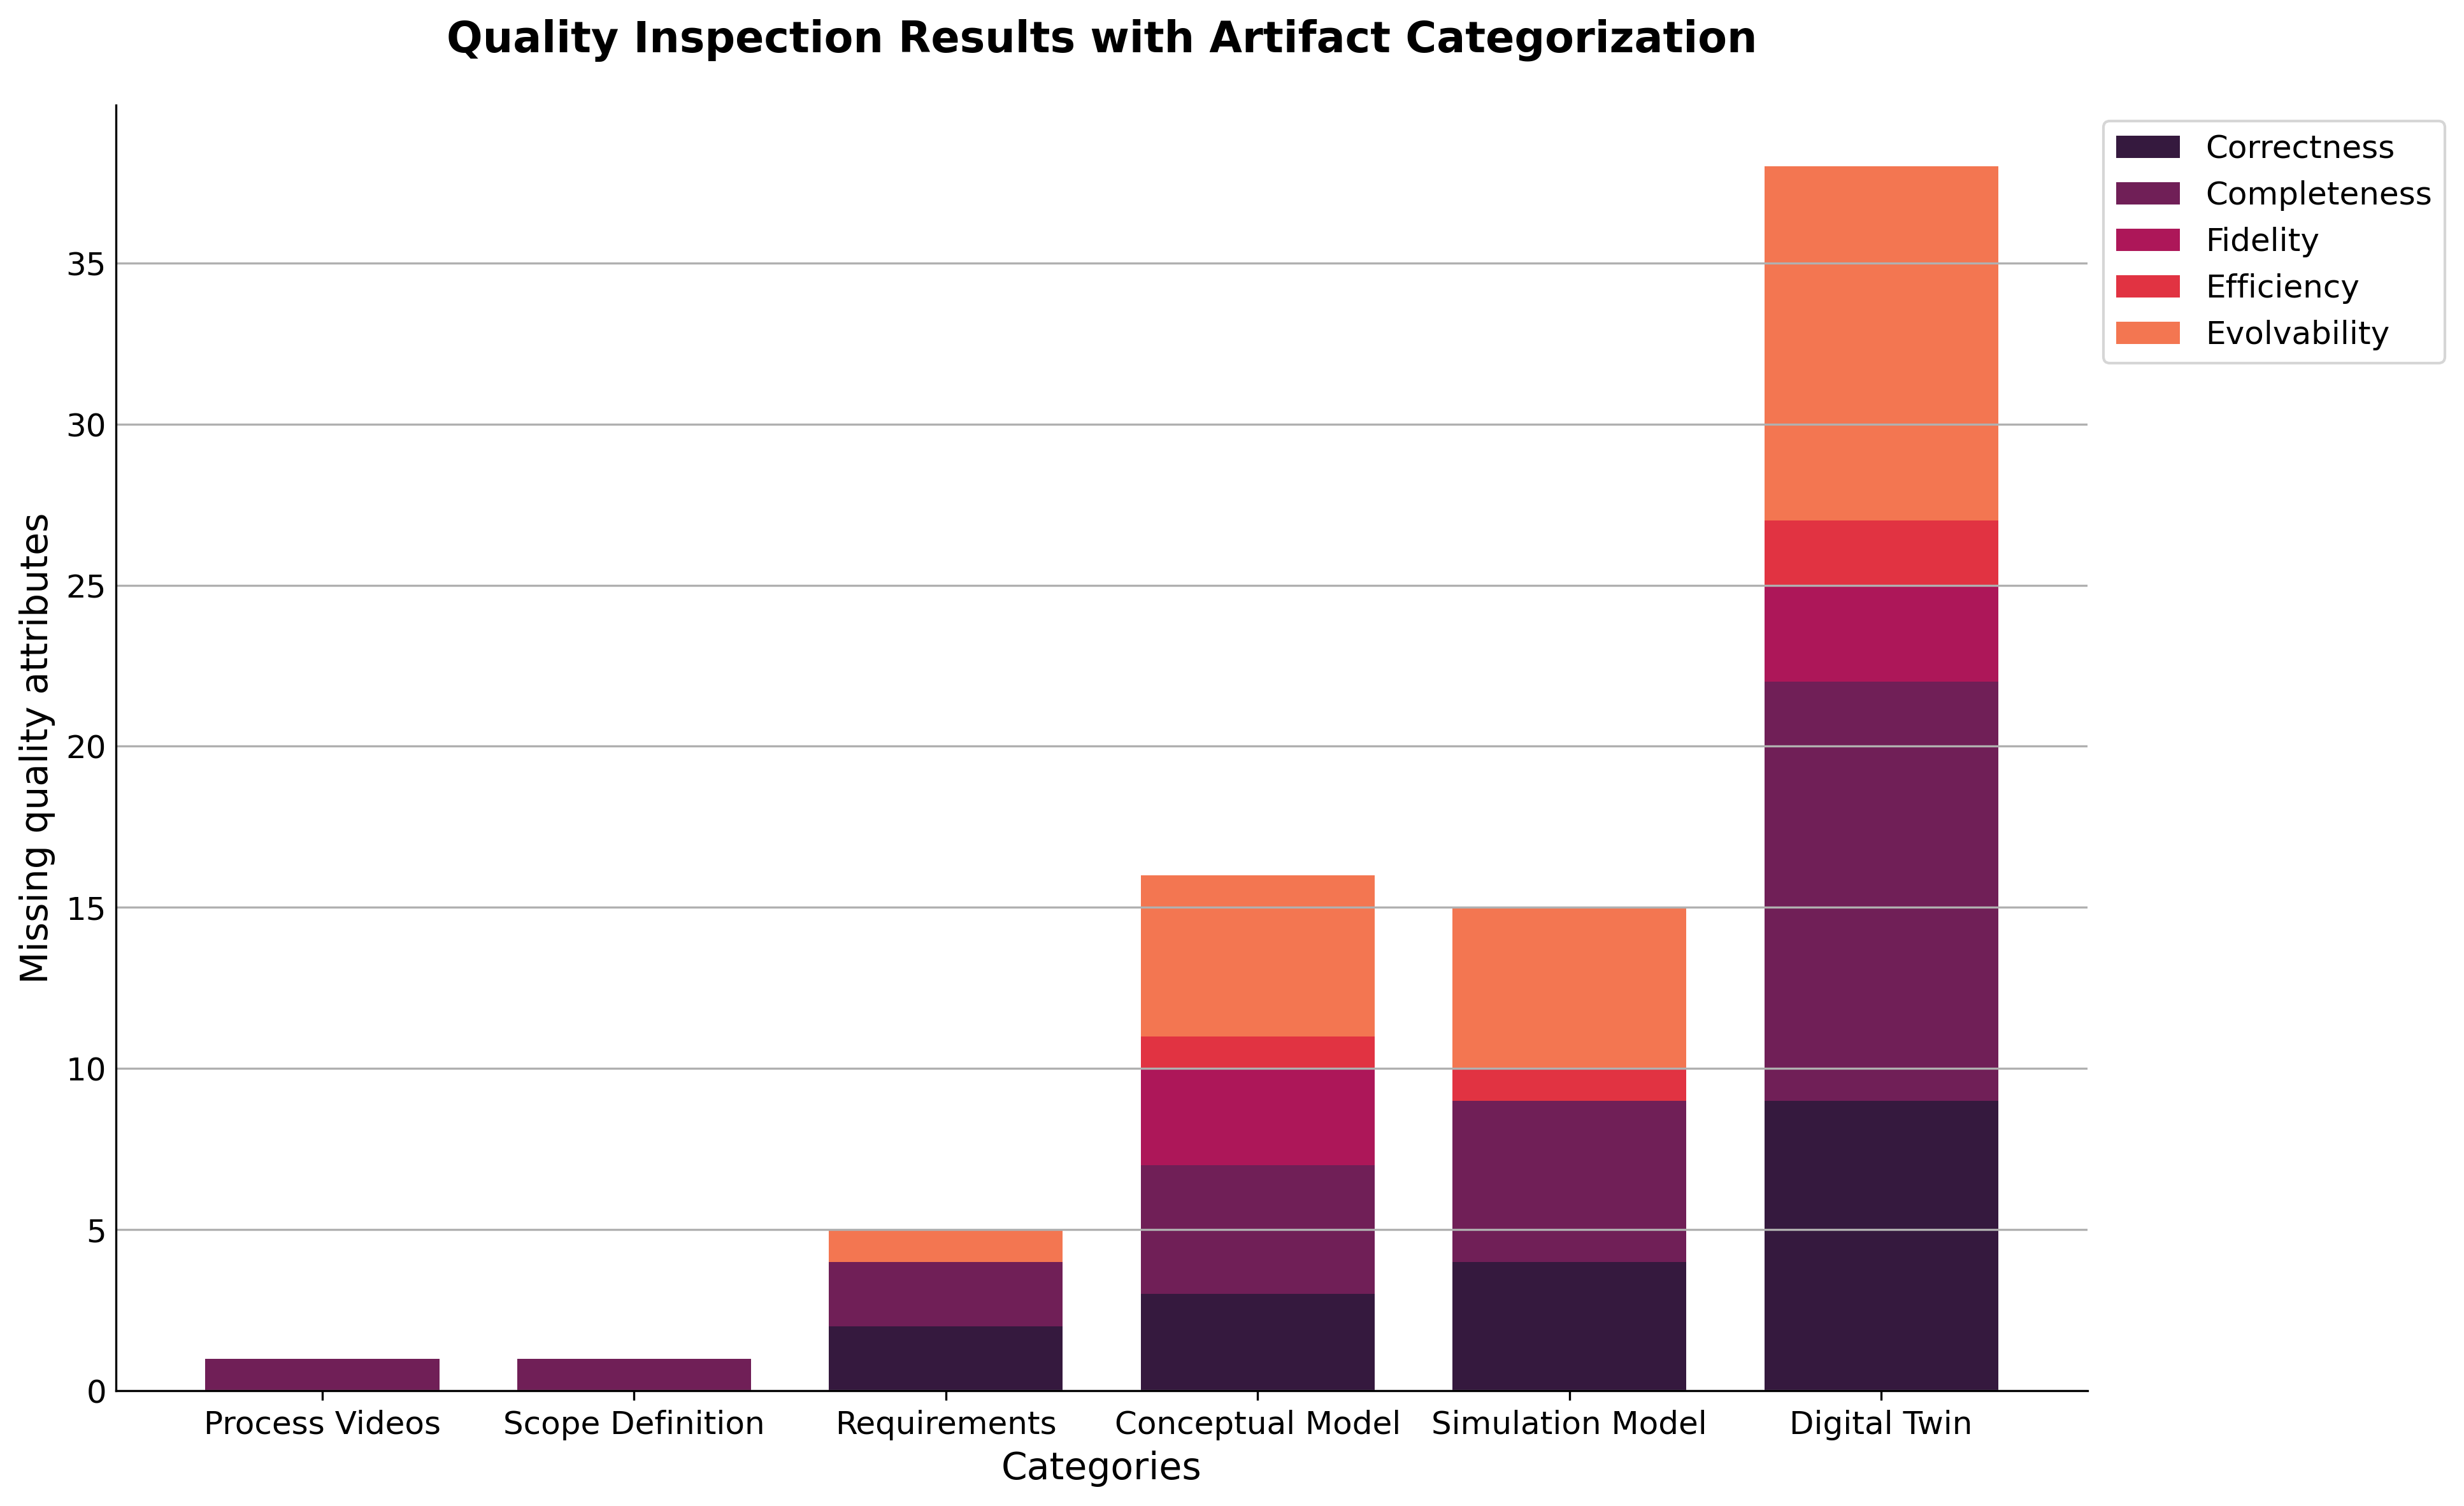 Quality Inspection Results with Artifact Categorization
Correctness
Completeness
Fidelity
Efficiency
Evolvability
Missing quality attributes
35
30
25
20
15
10
5
0
Process Videos
Scope Definition
Requirements
Conceptual Model
Simulation Model
Digital Twin
Categories